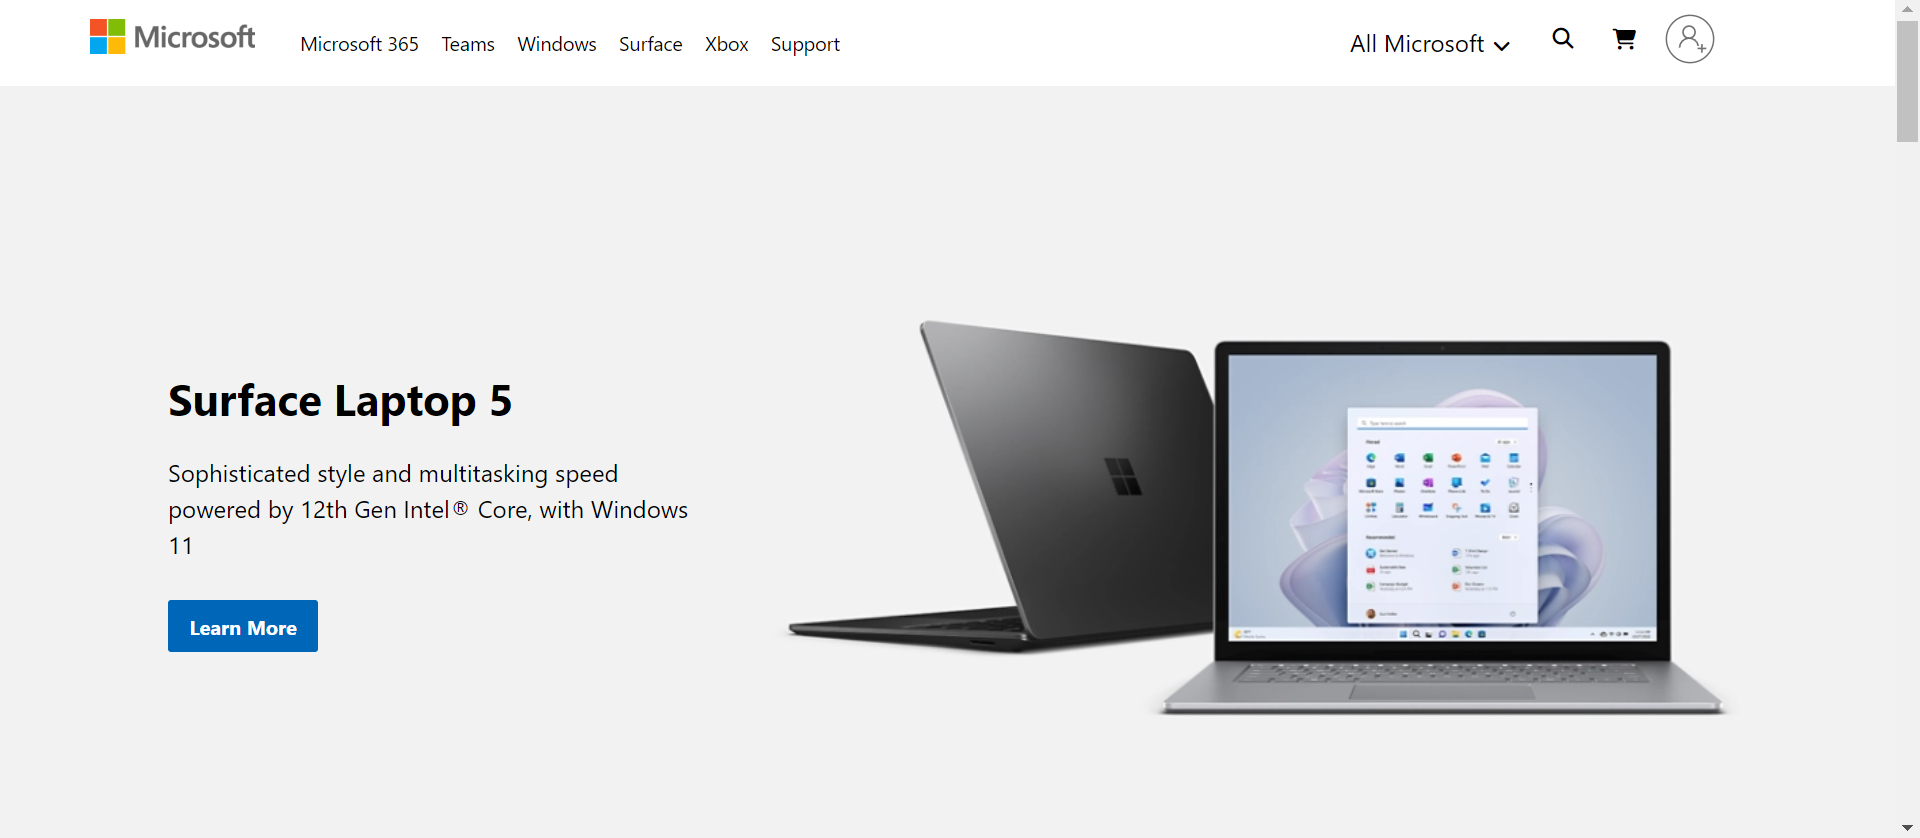 Microsoft
Microsoft 365 Teams Windows Surface Xbox Support
All Microsoft
Surface Laptop 5
Sophisticated style and multitasking speed
powered by 12th Gen Intel® Core, with Windows
11
Learn More